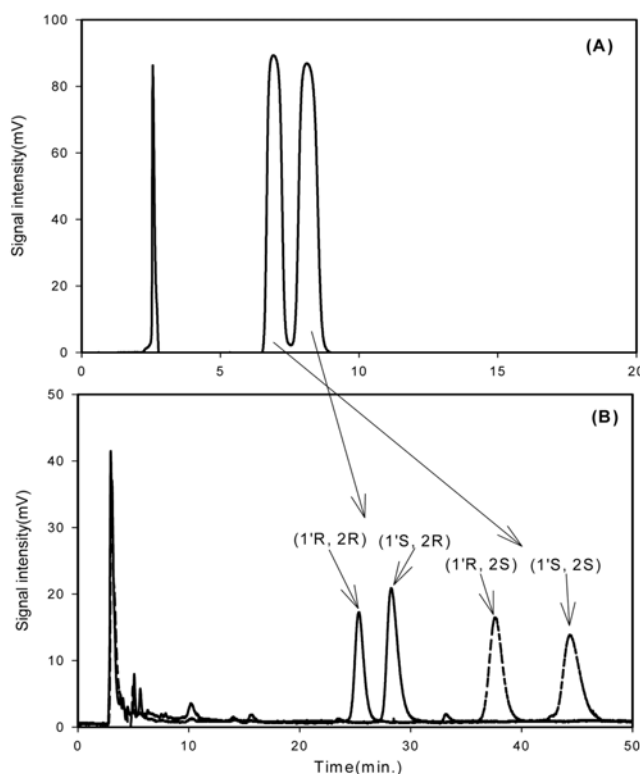 (A)
Signal intensity(mV)
100
80
60
40
20
0
0 5 10 15 20
(B)
Signal intensity(mV)
50
40
30
20
10
0
(1'R, 2R) (1'S, 2R) (1'R, 2S) (1'S, 2S)
0 10 20 30 40 50
Time(min.)